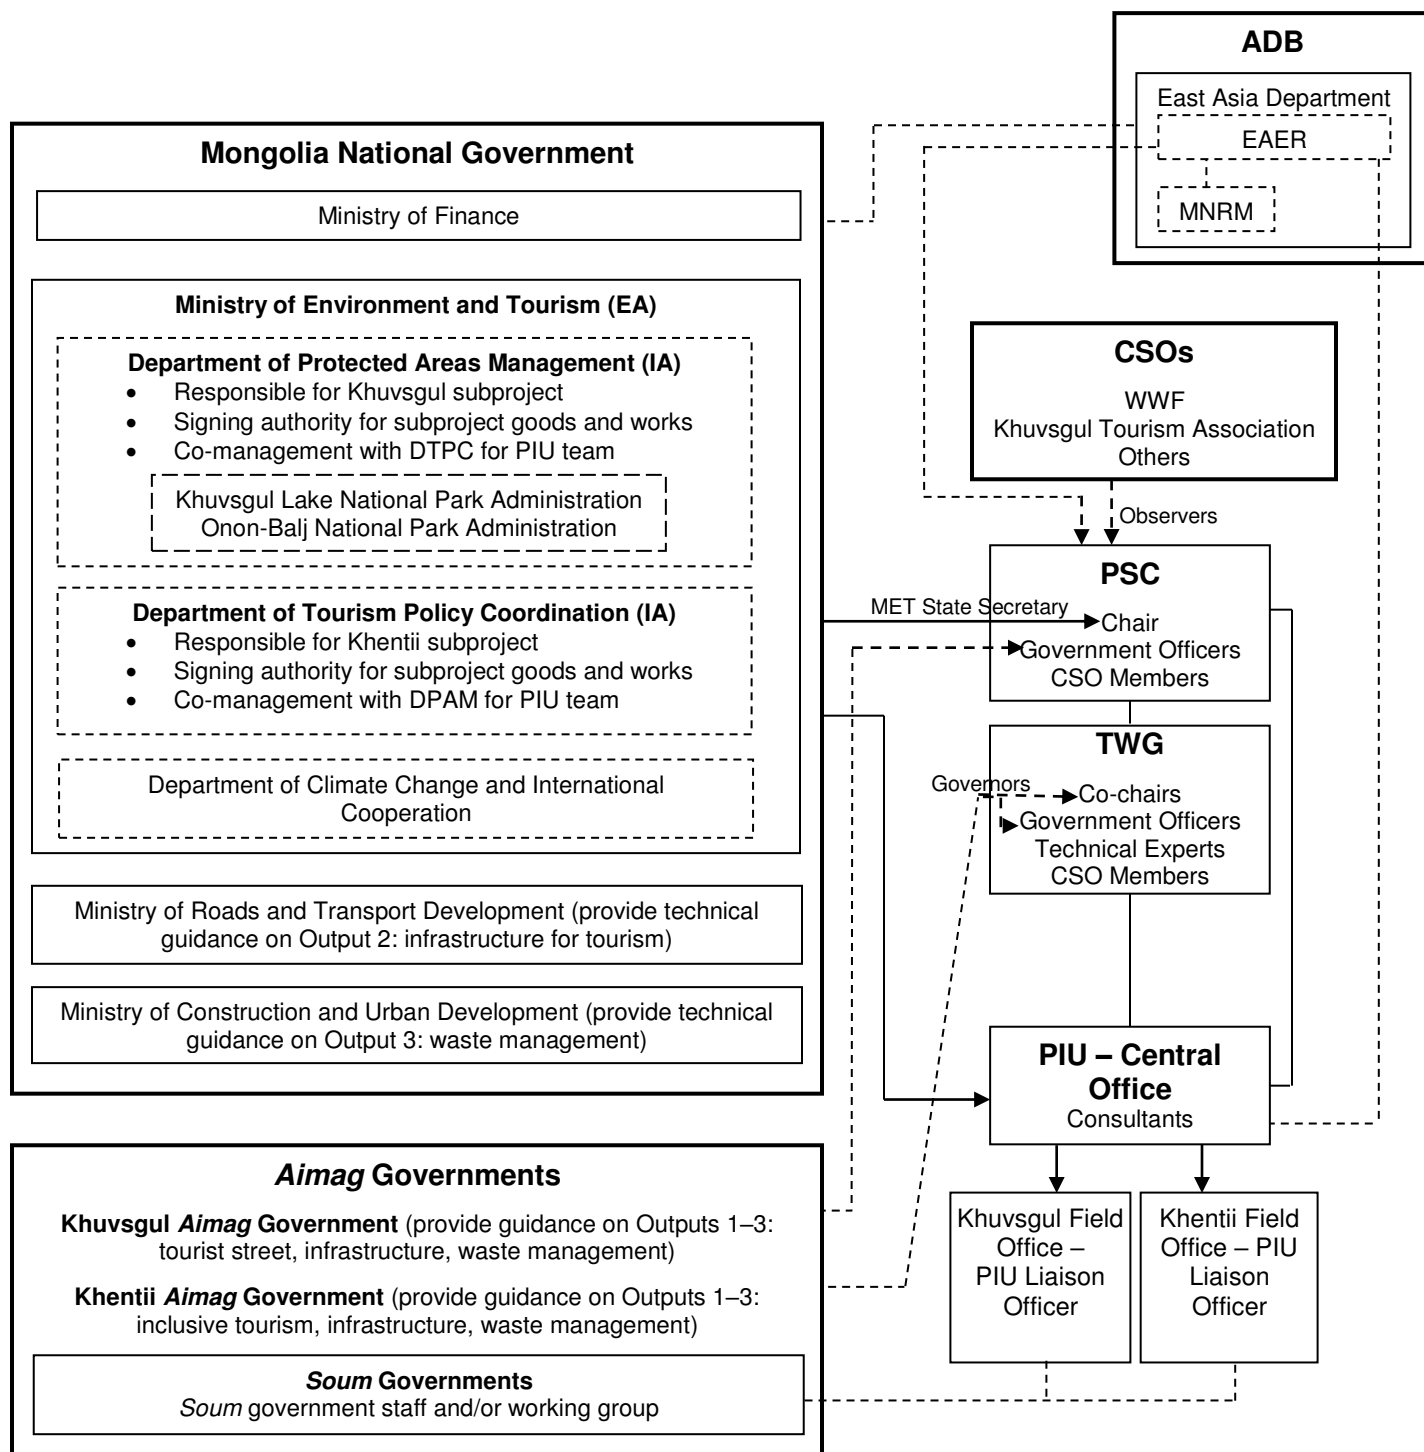 ADB
East Asia Department
EAER
MNRM
Mongolia National Government
Ministry of Finance
Ministry of Environment and Tourism (EA)
Department of Protected Areas Management (IA)
• Responsible for Khuvsgul subproject
• Signing authority for subproject goods and works
• Co-management with DTPC for PIU team
Khuvsgul Lake National Park Administration
Onon-Balj National Park Administration
Department of Tourism Policy Coordination (IA)
• Responsible for Khentii subproject
• Signing authority for subproject goods and works
• Co-management with DPAM for PIU team
Department of Climate Change and International
Cooperation
Ministry of Roads and Transport Development (provide technical
guidance on Output 2: infrastructure for tourism)
Ministry of Construction and Urban Development (provide technical
guidance on Output 3: waste management)
CSOs
WWF
Khuvsgul Tourism Association
Others
Observers
PSC
MET State Secretary
Chair
Government Officers
CSO Members
TWG
Governors
Co-chairs
Government Officers
Technical Experts
CSO Members
PIU – Central
Office
Consultants
Khuvsgul Field
Office –
PIU Liaison
Officer
Khentii Field
Office – PIU
Liaison
Officer
Aimag Governments
Khuvsgul Aimag Government (provide guidance on Outputs 1–3:
tourist street, infrastructure, waste management)
Khentii Aimag Government (provide guidance on Outputs 1–3:
inclusive tourism, infrastructure, waste management)
Soum Governments
Soum government staff and/or working group